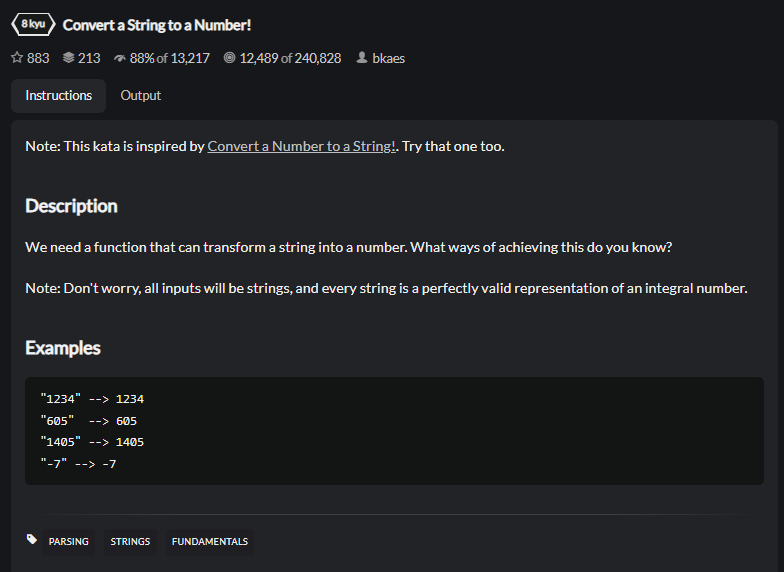 8 kyu Convert a String to a Number!
883 213 88% of 13,217 12,489 of 240,828 bkaes
Instructions Output
Note: This kata is inspired by Convert a Number to a String!. Try that one too.
Description
We need a function that can transform a string into a number. What ways of achieving this do you know?
Note: Don't worry, all inputs will be strings, and every string is a perfectly valid representation of an integral number.
Examples
"1234" --> 1234
"605"  --> 605
"1405" --> 1405
"-7" --> -7
PARSING STRINGS FUNDAMENTALS